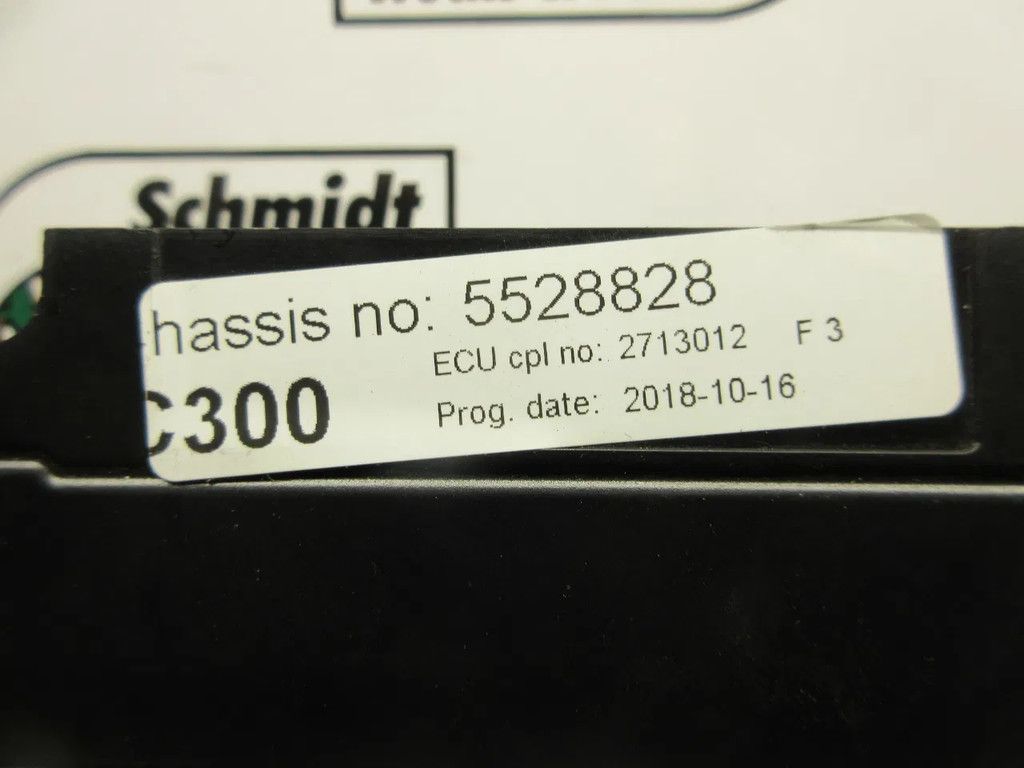 Schmidt
hassis no: 5528828
ECU cpl no: 2713012 F 3
C300
Prog. date: 2018-10-16